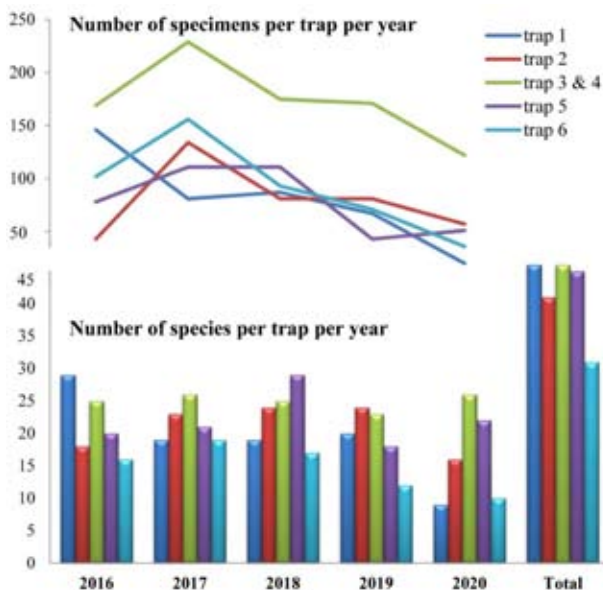 Number of specimens per trap per year
250
200
150
100
50
trap 1
trap 2
trap 3 & 4
trap 5
trap 6
Number of species per trap per year
45
40
35
30
25
20
15
10
5
0
2016 2017 2018 2019 2020 Total